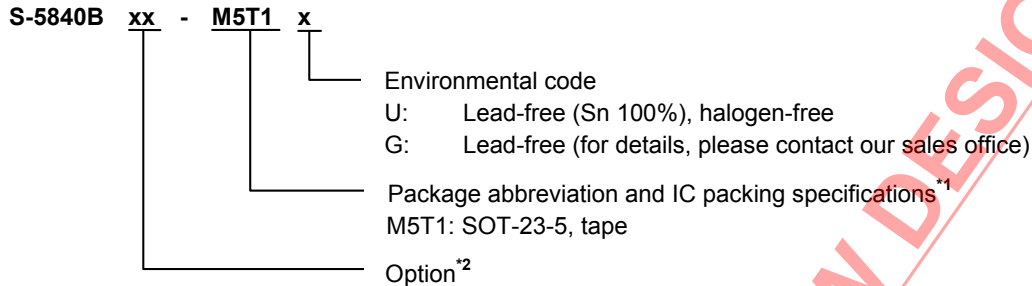 S-5840B xx - M5T1 x
Environmental code
U: Lead-free (Sn 100%), halogen-free
G: Lead-free (for details, please contact our sales office)
Package abbreviation and IC packing specifications*1
M5T1: SOT-23-5, tape
Option*2
W DESI